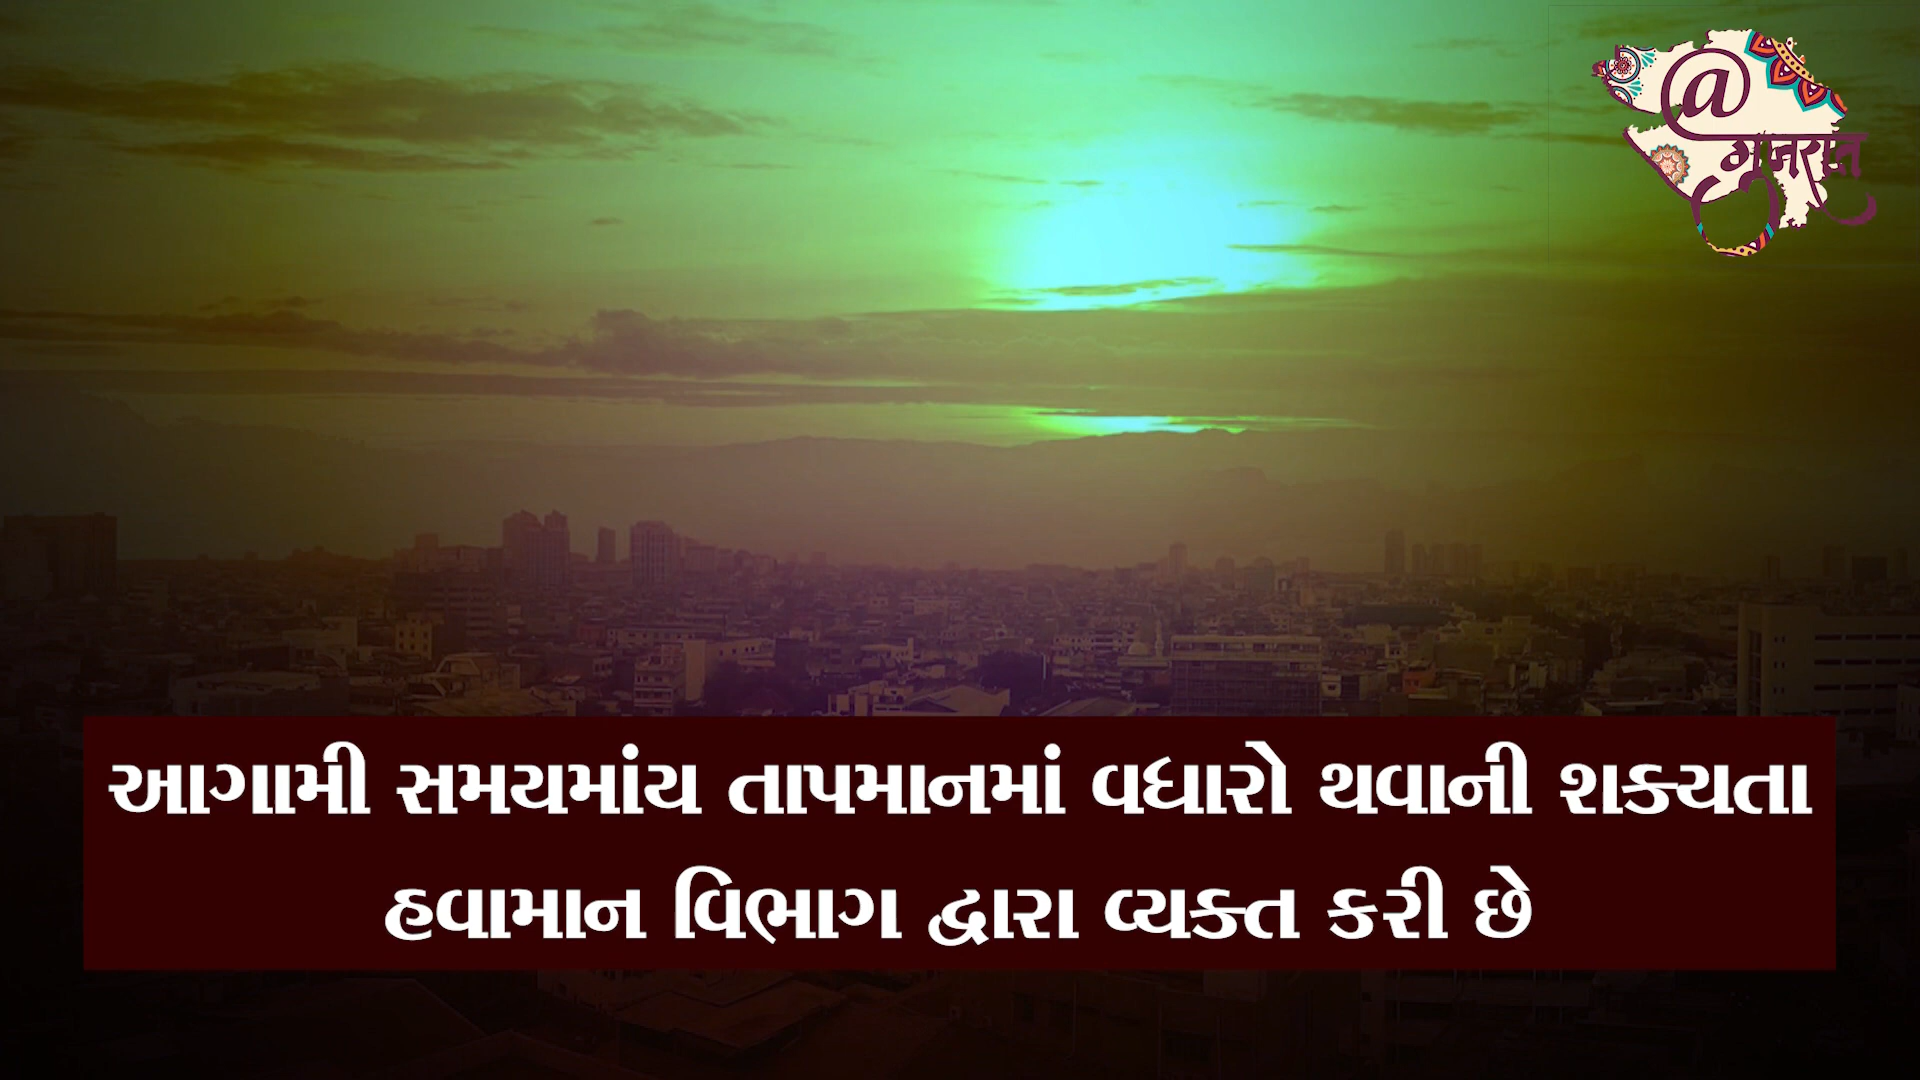 @
ગુજરાત
આગામી સમયમાંય તાપમાનમાં વધારો થવાની શક્યતા
હવામાન વિભાગ દ્વારા વ્યક્ત કરી છે